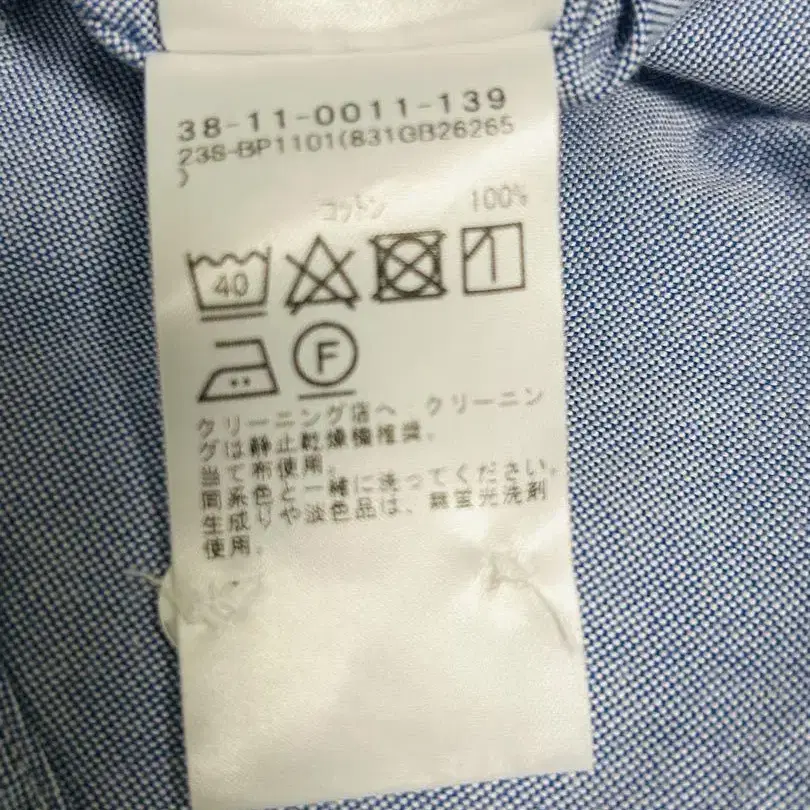 38-11-0011-139
23S-BP1101(831GB26265
)
コットン 100%
40
F
クリーニング店へ クリーニン
グは静止乾燥機推奨。
当て布使用。
同系色と一緒に洗ってください。
生成りや淡色品は、無蛍光洗剤
使用。